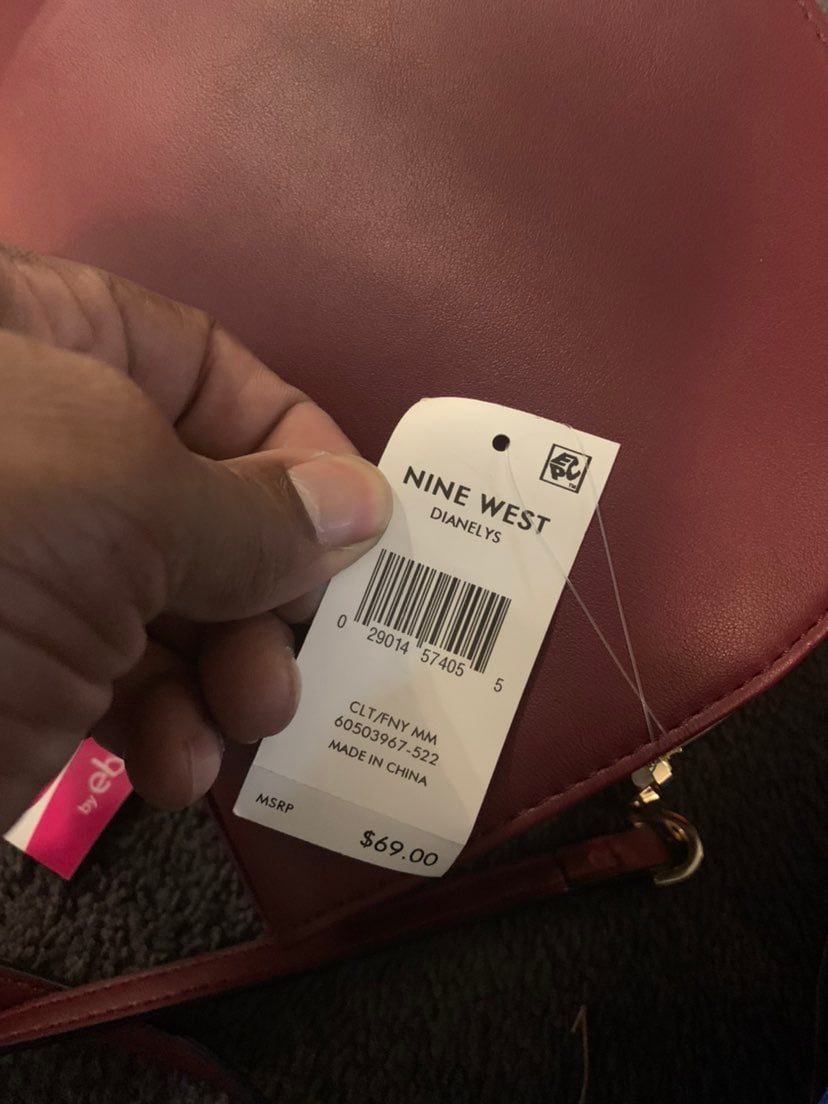 EPC™
NINE WEST
DIANELYS
0 29014 57405 5
CLT/FNY MM
60503967-522
MADE IN CHINA
MSRP
$69.00
by eb